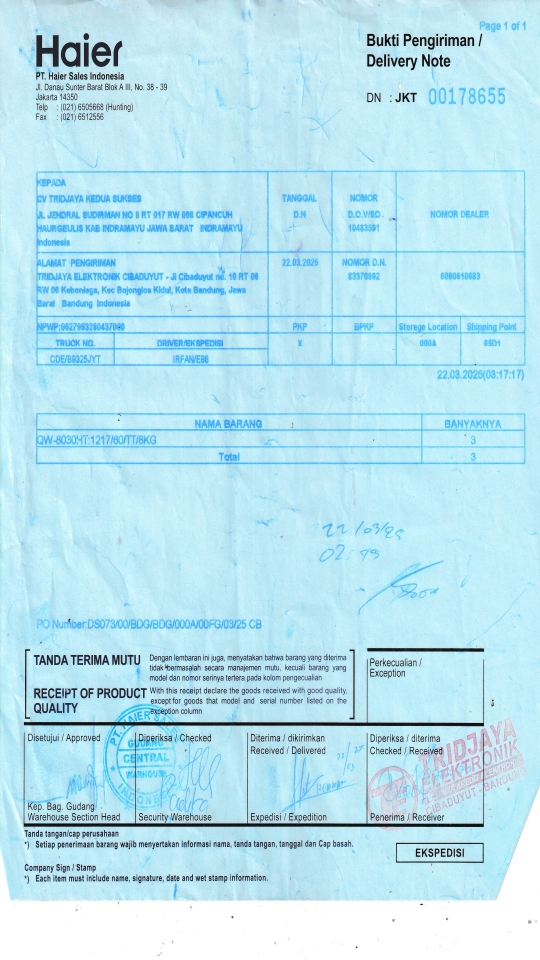 Page 1 of 1
Haier
Bukti Pengiriman /
Delivery Note
PT. Haier Sales Indonesia
Jl. Danau Sunter Barat Blok A III, No. 38 - 39
Jakarta 14350
Telp : (021) 6505668 (Hunting)
Fax : (021) 6512556
DN : JKT 00178655
KEPADA
CV TRIDJAYA KEDUA SUKSES
JL JENDRAL SUDIRMAN NO 9 RT 017 RW 008 CIPANCUH
HAURGEULIS KAB INDRAMAYU JAWA BARAT INDRAMAYU
Indonesia
TANGGAL
D.N
NOMOR
D.O.V/S.O.
10483591
NOMOR DEALER
ALAMAT PENGIRIMAN
TRIDJAYA ELEKTRONIK CIBADUYUT - Jl Cibaduyut no. 10 RT 06
RW 06 Kebonlega, Kec Bojongloa Kidul, Kota Bandung, Jawa
Barat Bandung Indonesia
22.03.2025
NOMOR D.N.
83370892
NPWP:
PKP
BPKP
Storege Location
Shipping Point
TRUCK NO.
DRIVER/EKSPEDISI
X
000A
65D1
CDE/B9325JYT
IRFAN/E66
22.03.2025(03:17:17)
NAMA BARANG
BANYAKNYA
QW-8030HT:1217/60/TT/8KG
3
Total
3
22/03/25
PO Number:DS073/00/BDG/BDG/000A/00FG/03/25 CB
TANDA TERIMA MUTU
Dengan lembaran ini juga, menyatakan bahwa barang yang diterima
tidak bermasalah secara manajemen mutu, kecuali barang yang
model dan nomor serinya tertera pada kolom pengecualian
RECEIPT OF PRODUCT
QUALITY
With this receipt declare the goods received with good quality,
except for goods that model and serial number listed on the
exception column
Perkecualian /
Exception
Disetujui / Approved
Diperiksa / Checked
Diterima / dikirimkan
Received / Delivered
Diperiksa / diterima
Checked / Received
PT. HAIER SALES
GUDANG
CENTRAL
WAREHOUSE
INDONESIA
TRIDJAYA
ELEKTRONIK
CIBADUYUT - BANDUNG
Kep. Bag. Gudang
Warehouse Section Head
Security Warehouse
Expedisi / Expedition
Penerima / Receiver
Tanda tangan/cap perusahaan
*) Setiap penerimaan barang wajib menyertakan informasi nama, tanda tangan, tanggal dan Cap basah.
EKSPEDISI
Company Sign / Stamp
*) Each item must include name, signature, date and wet stamp information.